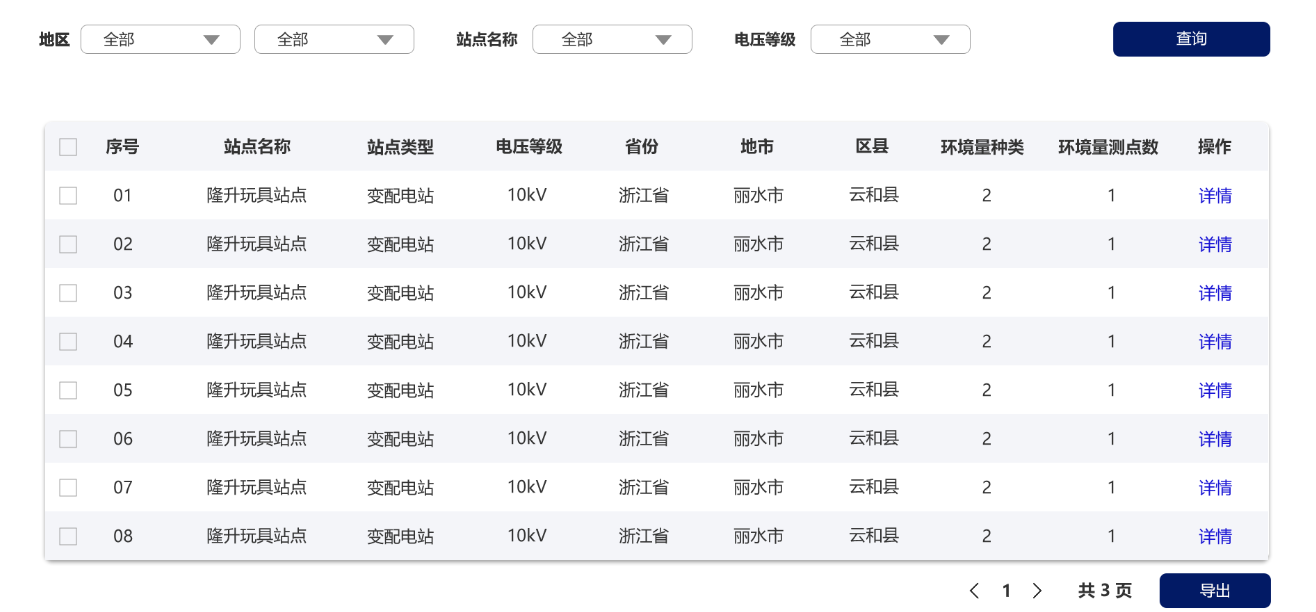 地区 全部 全部 站点名称 全部 电压等级 全部 查询
序号 站点名称 站点类型 电压等级 省份 地市 区县 环境量种类 环境量测点数 操作
01 隆升玩具站点 变配电站 10kV 浙江省 丽水市 云和县 2 1 详情
02 隆升玩具站点 变配电站 10kV 浙江省 丽水市 云和县 2 1 详情
03 隆升玩具站点 变配电站 10kV 浙江省 丽水市 云和县 2 1 详情
04 隆升玩具站点 变配电站 10kV 浙江省 丽水市 云和县 2 1 详情
05 隆升玩具站点 变配电站 10kV 浙江省 丽水市 云和县 2 1 详情
06 隆升玩具站点 变配电站 10kV 浙江省 丽水市 云和县 2 1 详情
07 隆升玩具站点 变配电站 10kV 浙江省 丽水市 云和县 2 1 详情
08 隆升玩具站点 变配电站 10kV 浙江省 丽水市 云和县 2 1 详情
1 共 3 页 导出